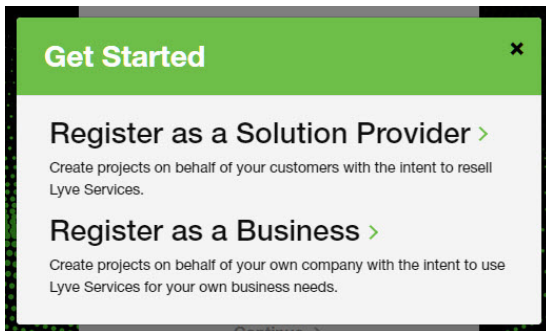 Get Started
Register as a Solution Provider
Create projects on behalf of your customers with the intent to resell
Lyve Services.
Register as a Business
Create projects on behalf of your own company with the intent to use
Lyve Services for your own business needs.
Continue